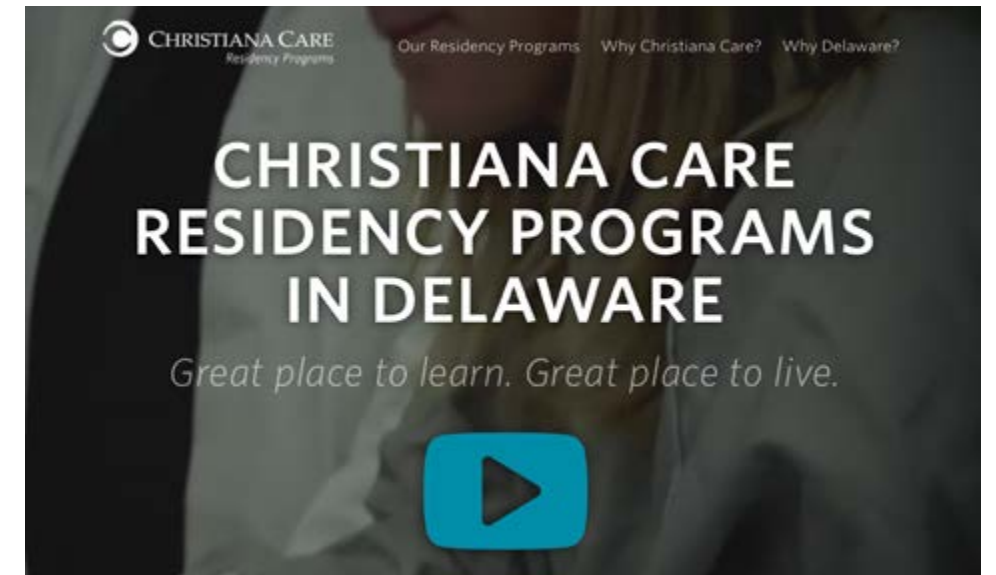 CHRISTIANA CARE
Residency Programs
Our Residency Programs Why Christiana Care? Why Delaware?
CHRISTIANA CARE
RESIDENCY PROGRAMS
IN DELAWARE
Great place to learn. Great place to live.